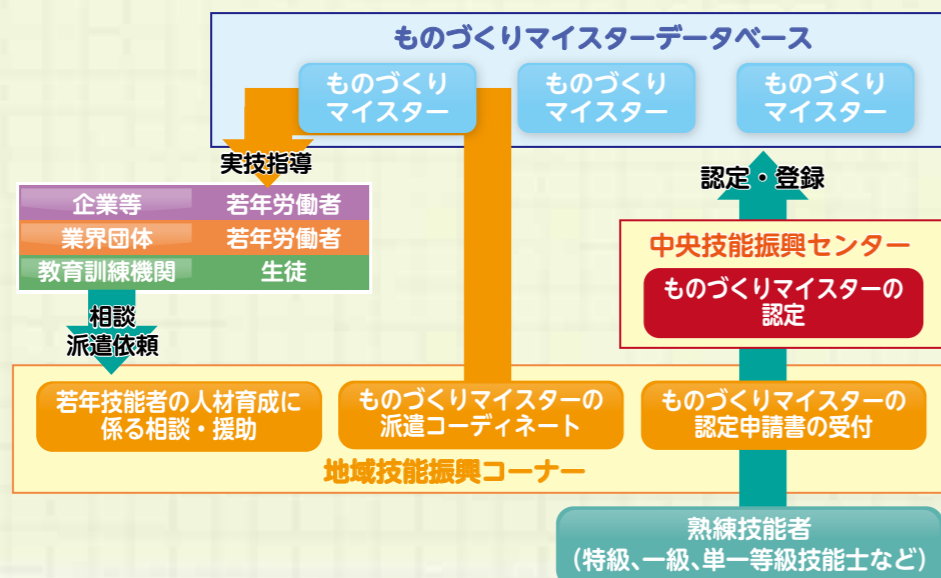 ものづくりマイスターデータベース
ものづくり
マイスター
ものづくり
マイスター
ものづくり
マイスター
実技指導
認定・登録
企業等 若年労働者
業界団体 若年労働者
教育訓練機関 生徒
中央技能振興センター
ものづくりマイスターの
認定
相談
派遣依頼
若年技能者の人材育成に
係る相談・援助
ものづくりマイスターの
派遣コーディネート
ものづくりマイスターの
認定申請書の受付
地域技能振興コーナー
熟練技能者
(特級、一級、単一等級技能士など)